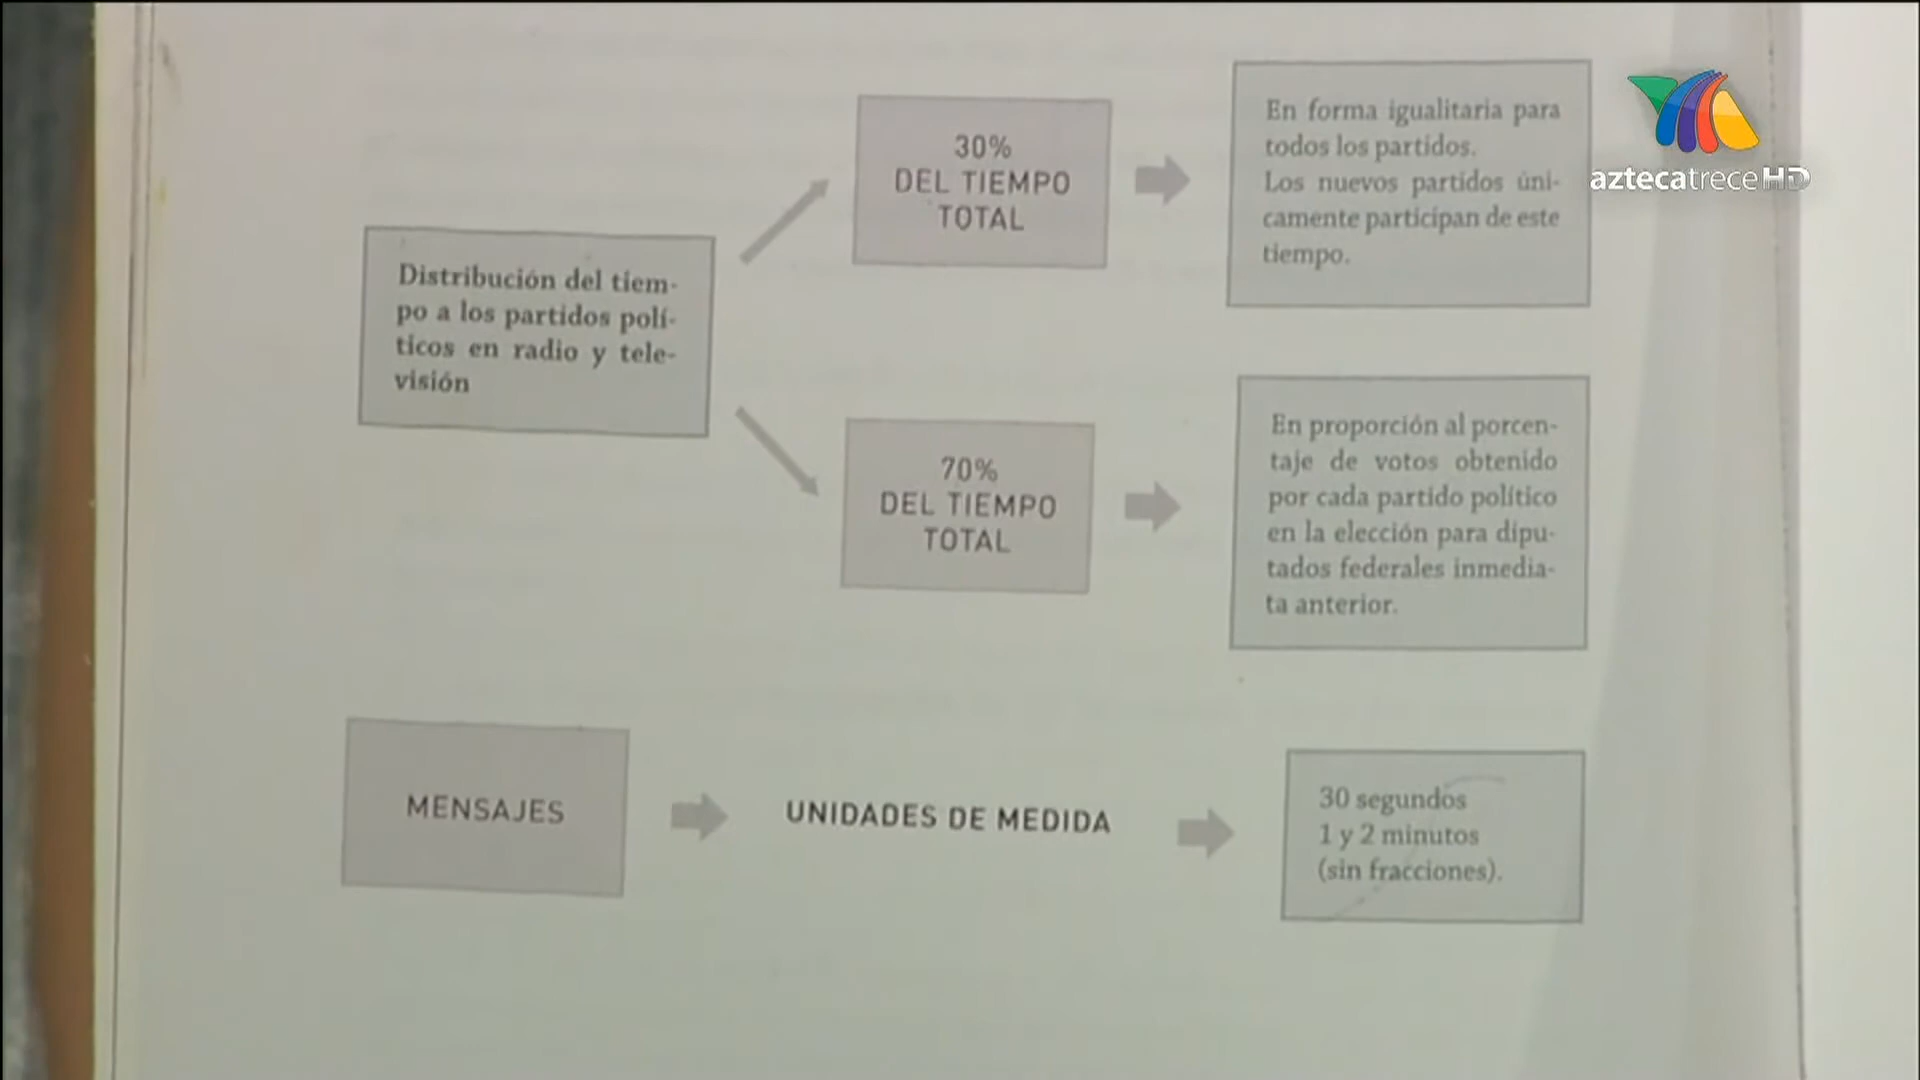 30%
DEL TIEMPO
TOTAL
En forma igualitaria para
todos los partidos.
Los nuevos partidos úni-
camente participan de este
tiempo.
aztecatreceHD
Distribución del tiem-
po a los partidos polí-
ticos en radio y tele-
visión
70%
DEL TIEMPO
TOTAL
En proporción al porcen-
taje de votos obtenido
por cada partido político
en la elección para dipu-
tados federales inmedia-
ta anterior.
MENSAJES
UNIDADES DE MEDIDA
30 segundos
1 y 2 minutos
(sin fracciones).